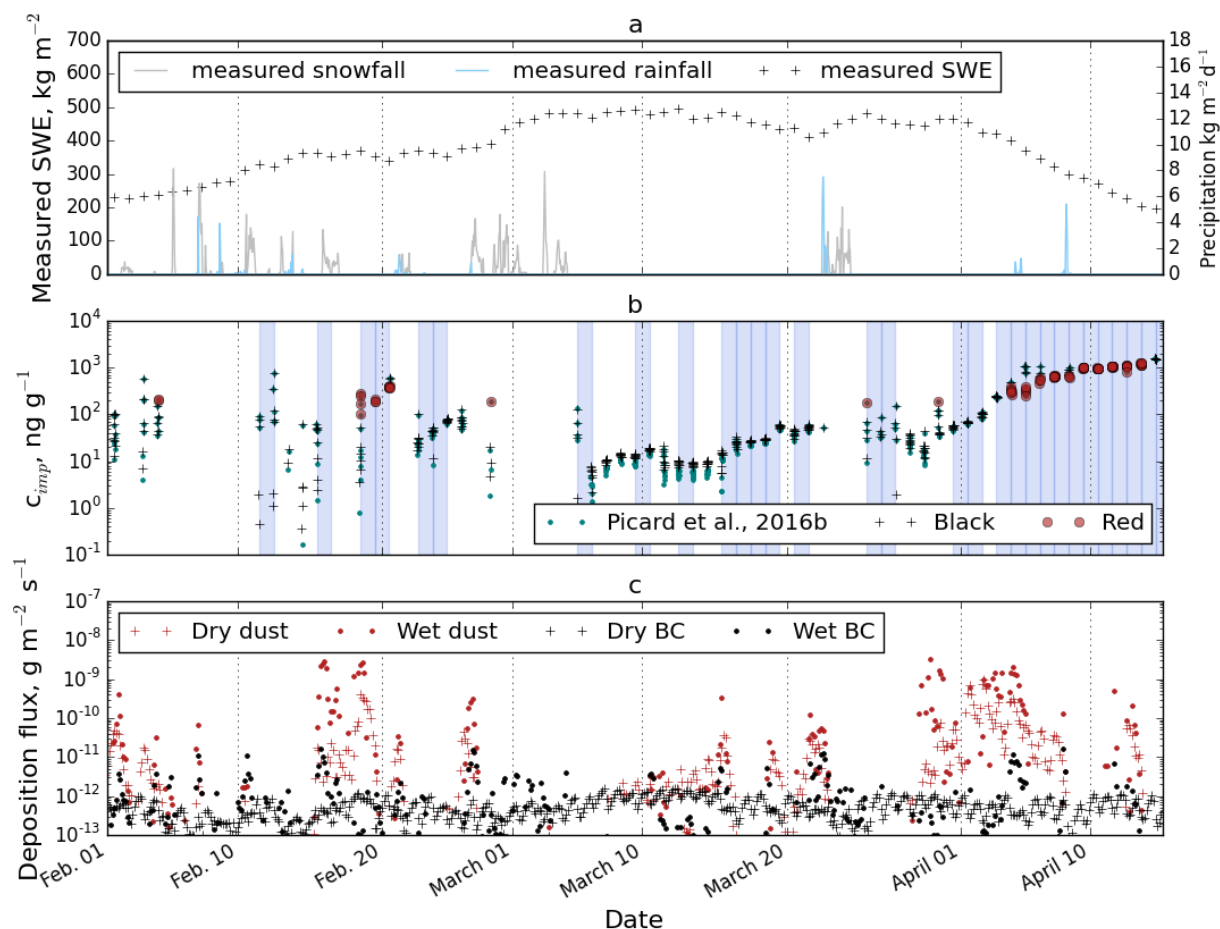 a
measured snowfall measured rainfall measured SWE
Measured SWE, kg m⁻²
700
600
500
400
300
200
100
0
18
16
14
12
10
8
6
4
2
0
Precipitation kg m⁻² d⁻¹
b
c_imp, ng g⁻¹
10⁴
10³
10²
10¹
10⁰
10⁻¹
Picard et al., 2016b Black Red
c
Deposition flux, g m⁻² s⁻¹
10⁻⁷
10⁻⁸
10⁻⁹
10⁻¹⁰
10⁻¹¹
10⁻¹²
10⁻¹³
Dry dust Wet dust Dry BC Wet BC
Feb. 01 Feb. 10 Feb. 20 March 01 March 10 March 20 April 01 April 10
Date